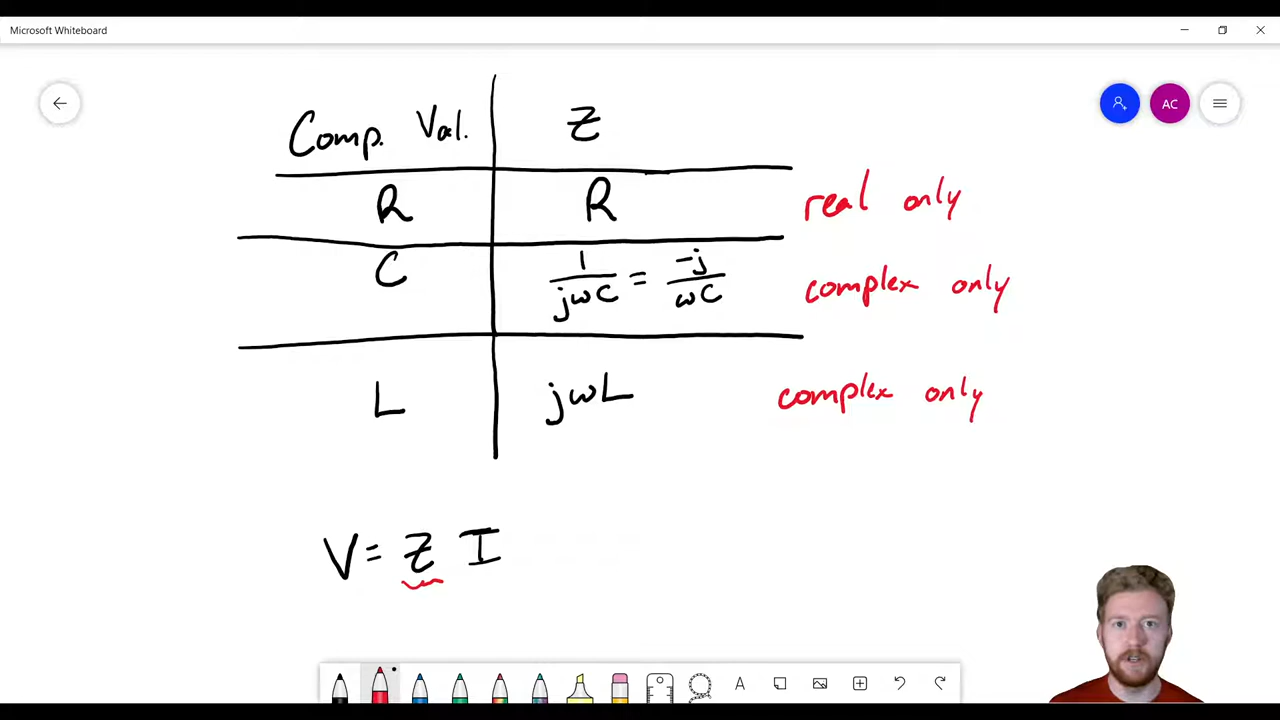 Microsoft Whiteboard
AC
Comp. Val. Z
R R real only
C 1/jωC = -j/ωC complex only
L jωL complex only
V = Z I
A